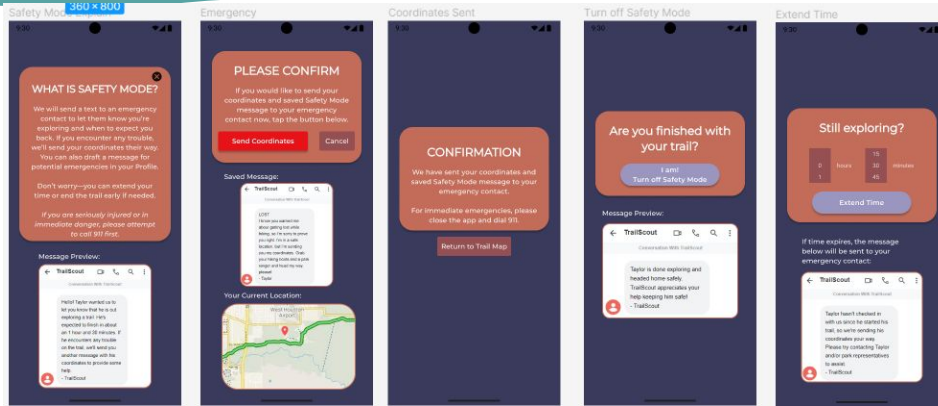 Safety Mode Explain
360 × 800
9:30
WHAT IS SAFETY MODE?
We will send a text to an emergency
contact to let them know you're
exploring and when to expect you
back. If you encounter any trouble,
we'll send your coordinates their way.
You can also draft a message for
potential emergencies in your Profile.
Don't worry—you can extend your
time or end the trail early if needed.
If you are seriously injured or in
immediate danger, please attempt
to call 911 first.
Message Preview:
TrailScout
Conversation With TrailScout
Hello! Taylor wanted us to
let you know that he is out
exploring a trail. He's
expected to finish in about
an 1 hour and 30 minutes. If
he encounters any trouble
on the trail, we'll send you
another message with his
coordinates to provide some
help.
- TrailScout
Emergency
9:30
PLEASE CONFIRM
If you would like to send your
coordinates and saved Safety Mode
message to your emergency
contact now, tap the button below.
Send Coordinates
Cancel
Saved Message:
TrailScout
Conversation With TrailScout
LOST
I know you warned me
about getting lost while
hiking, so I'm sorry to prove
you right. I'm in a safe
location, but I'm sending
you my coordinates. Grab
your hiking boots and a pink
and head my way,
please!
- Taylor
Your Current Location:
West Houston
Airport
Coordinates Sent
9:30
CONFIRMATION
We have sent your coordinates and
saved Safety Mode message to your
emergency contact.
For immediate emergencies, please
close the app and dial 911.
Return to Trail Map
Turn off Safety Mode
9:30
Are you finished with
your trail?
I am!
Turn off Safety Mode
Message Preview:
TrailScout
Conversation With TrailScout
Taylor is done exploring and
headed home safely.
TrailScout appreciates your
help keeping him safe!
- TrailScout
Extend Time
9:30
Still exploring?
15
0 hours 30 minutes
1 45
Extend Time
If time expires, the message
below will be sent to your
emergency contact:
TrailScout
Conversation With TrailScout
Taylor hasn't checked in
with us since he started his
trail, so we're sending his
coordinates your way.
Please try contacting Taylor
and/or park representatives
to assist.
- TrailScout